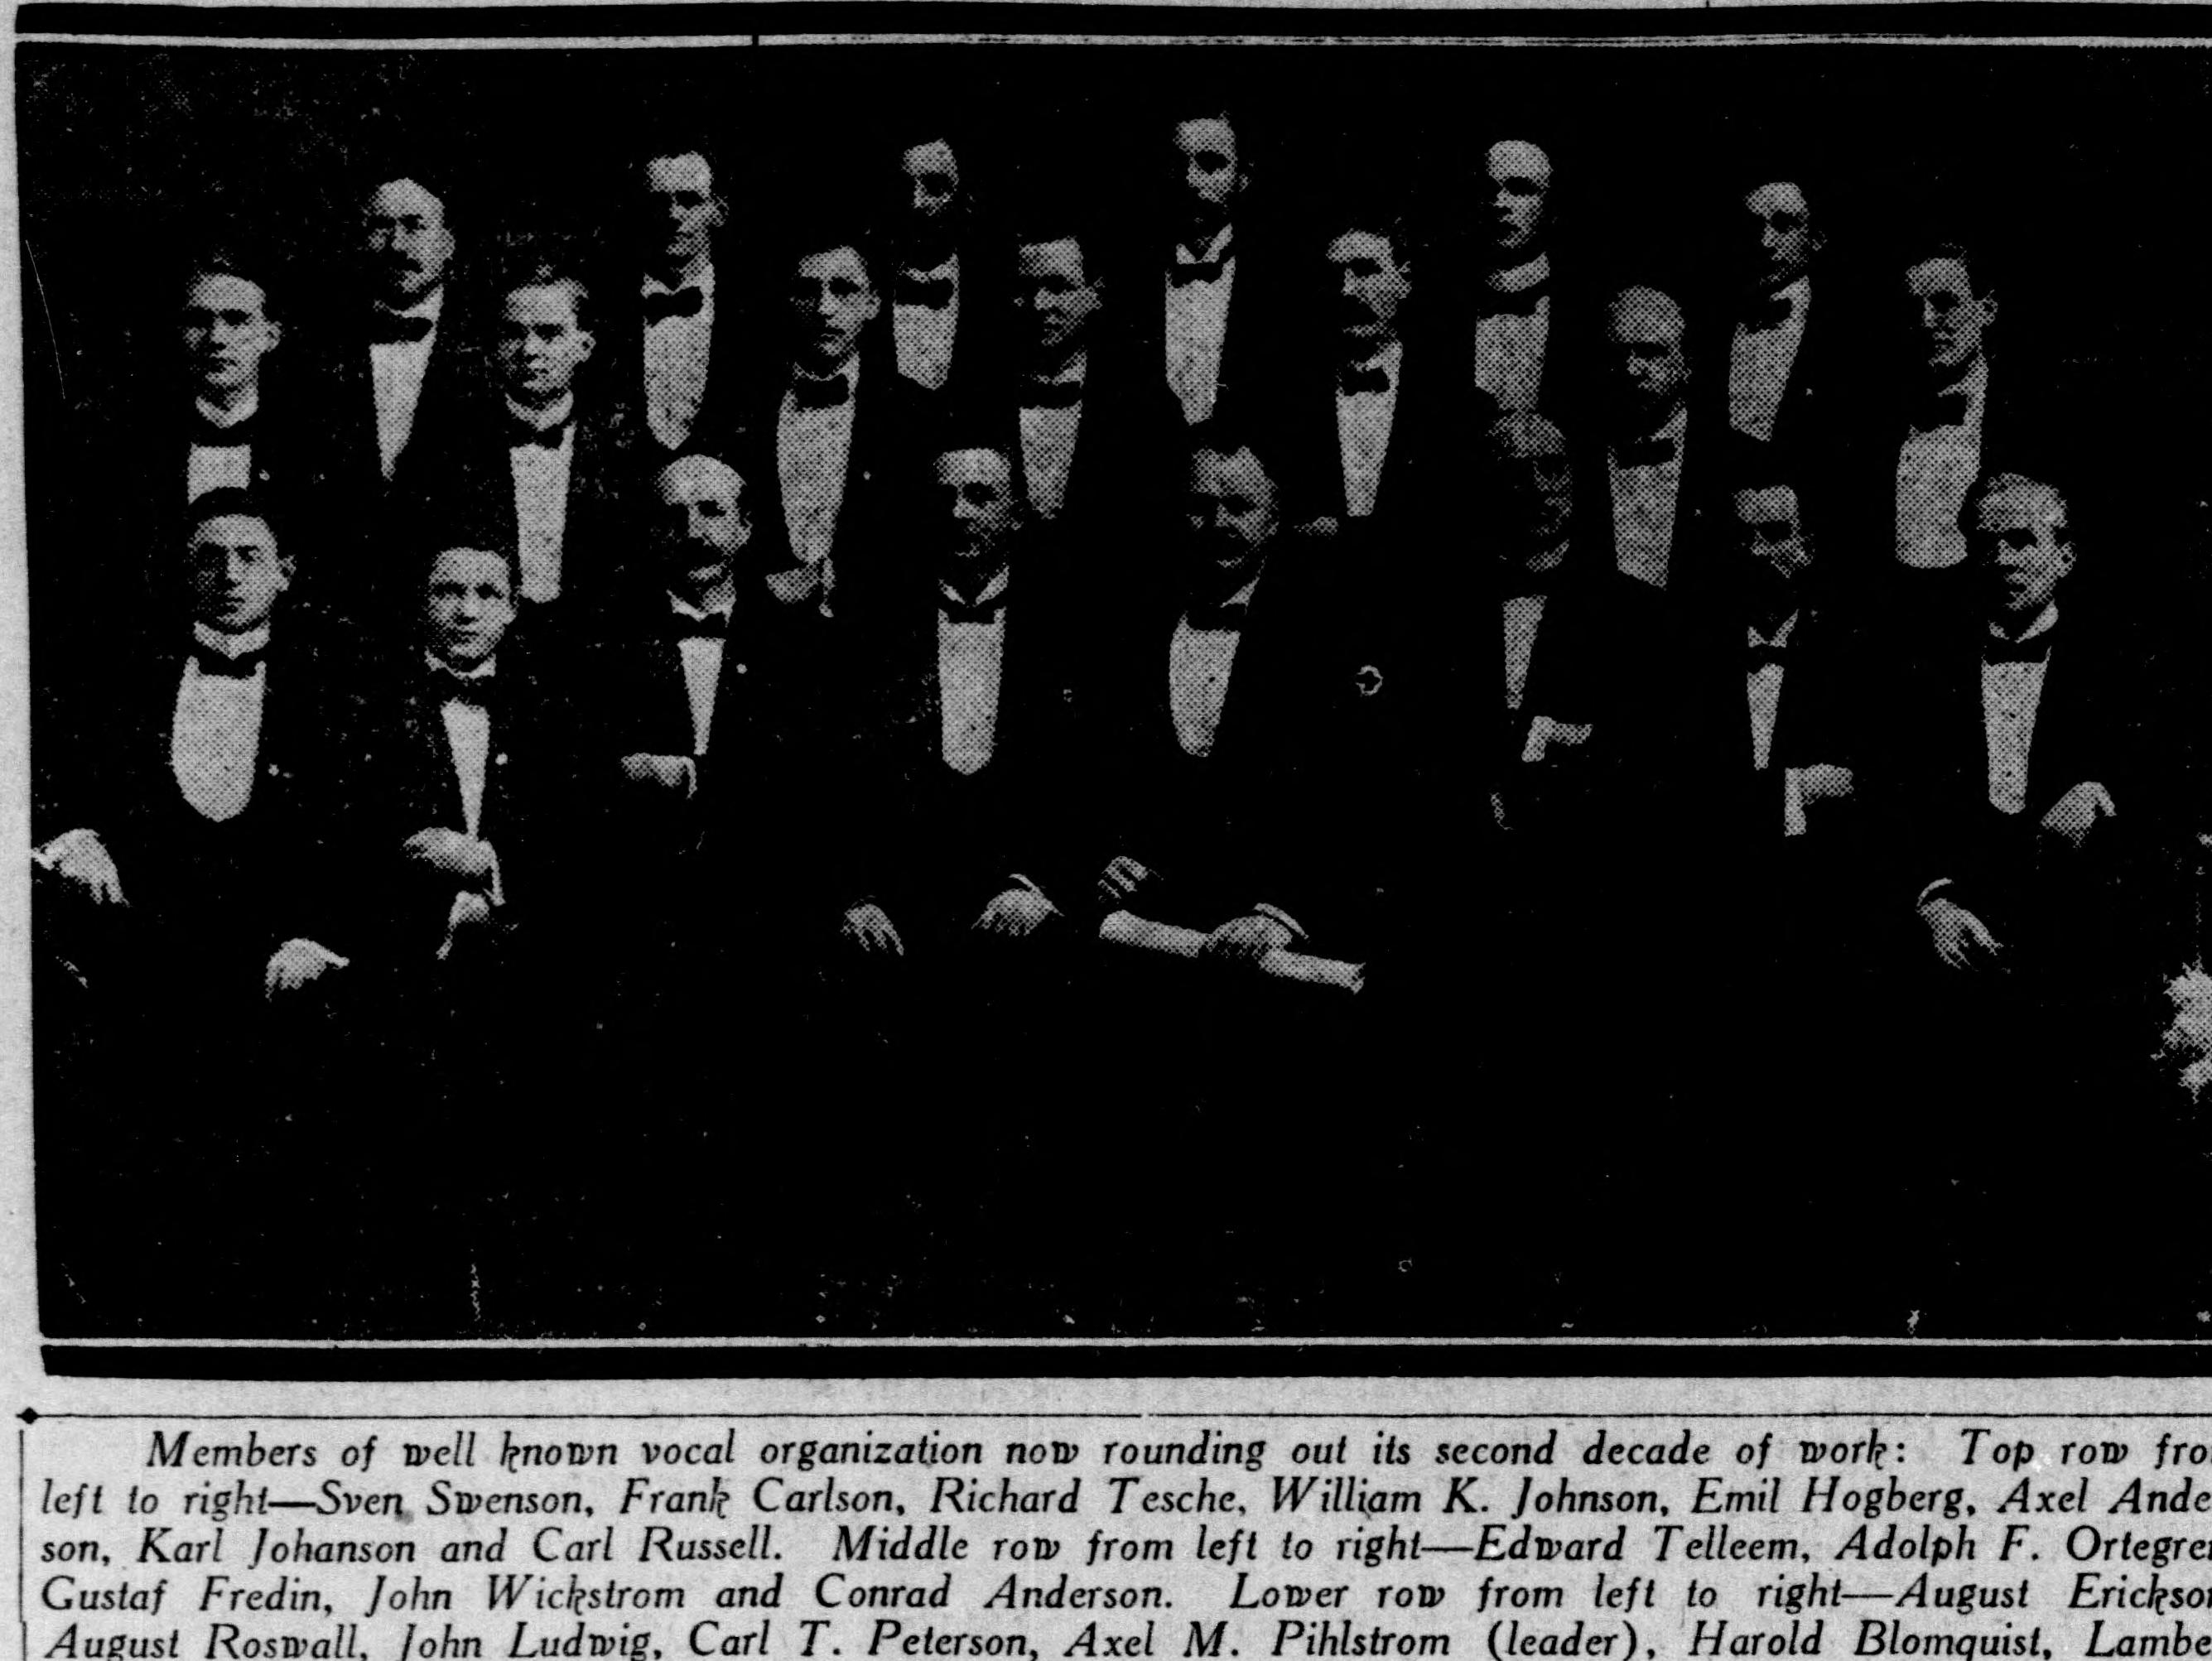 Members of well known vocal organization now rounding out its second decade of work: Top row fro
left to right—Sven Swenson, Frank Carlson, Richard Tesche, William K. Johnson, Emil Hogberg, Axel Ande
son, Karl Johanson and Carl Russell. Middle row from left to right—Edward Telleem, Adolph F. Ortegre
Gustaf Fredin, John Wickstrom and Conrad Anderson. Lower row from left to right—August Erickso
August Roswall, John Ludwig, Carl T. Peterson, Axel M. Pihlstrom (leader), Harold Blomquist, Lambe